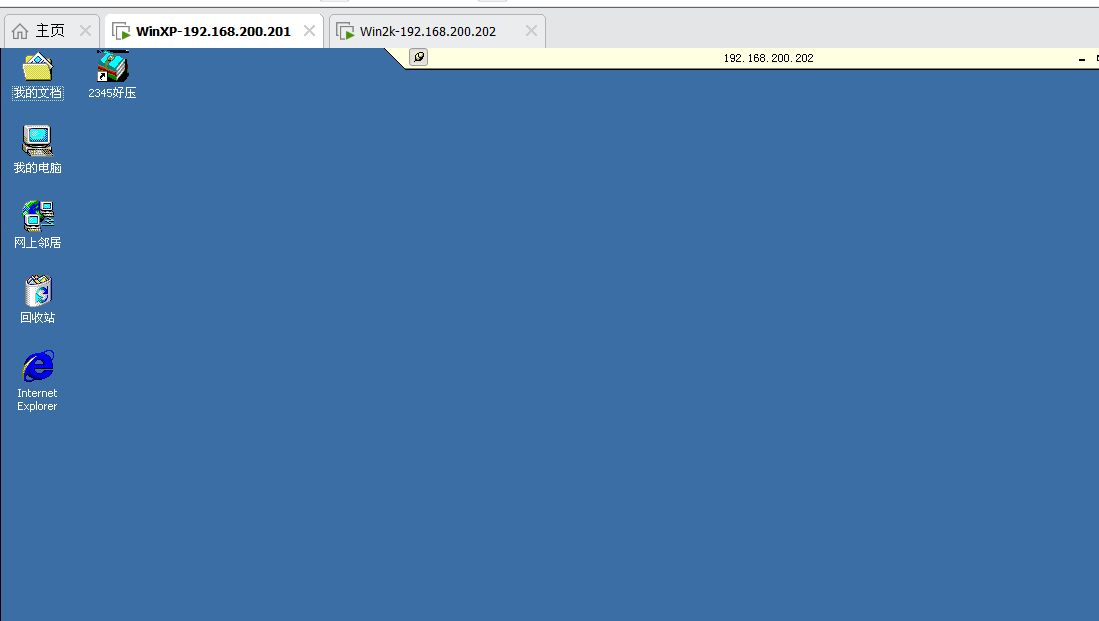 主页
WinXP-192.168.200.201
Win2k-192.168.200.202
192.168.200.202
我的文档
2345好压
我的电脑
网上邻居
回收站
Internet
Explorer